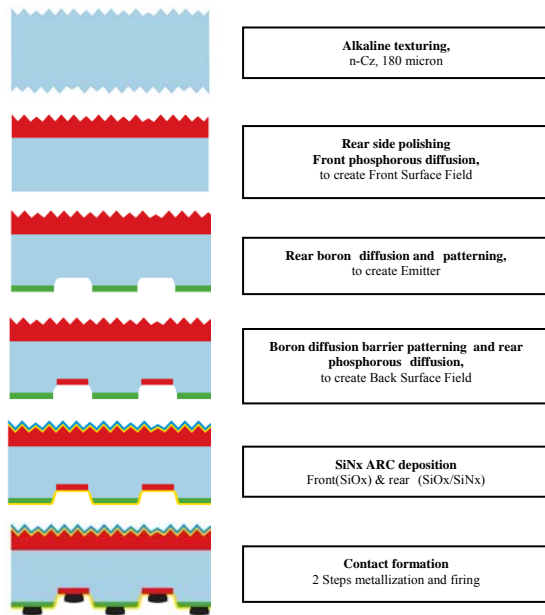 Alkaline texturing,
n-Cz, 180 micron
Rear side polishing
Front phosphorous diffusion,
to create Front Surface Field
Rear boron diffusion and patterning,
to create Emitter
Boron diffusion barrier patterning and rear
phosphorous diffusion,
to create Back Surface Field
SiNx ARC deposition
Front(SiOx) & rear (SiOx/SiNx)
Contact formation
2 Steps metallization and firing